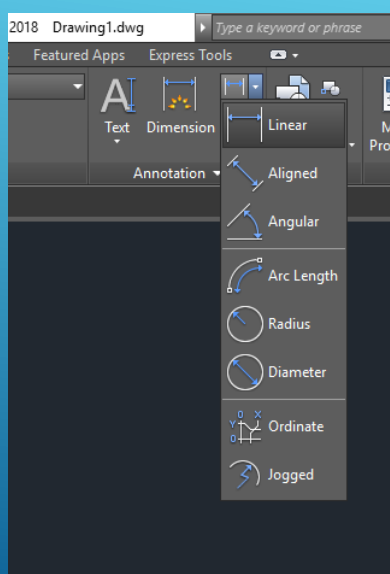 2018 Drawing1.dwg Type a keyword or phrase
Featured Apps Express Tools
Text Dimension
Annotation
Linear
Aligned
Angular
Arc Length
Radius
Diameter
Ordinate
Jogged